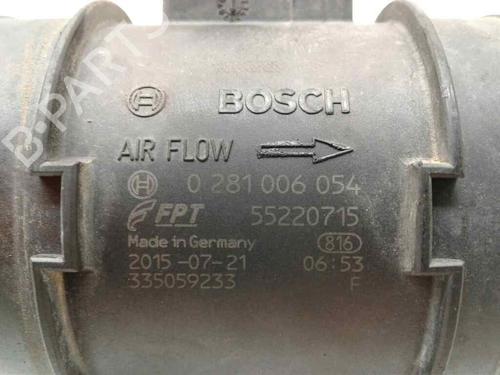 BOSCH
AIR FLOW
0 281 006 054
FPT 55220715
Made in Germany 816
2015-07-21 06:53
335059233 F
B-PARTS